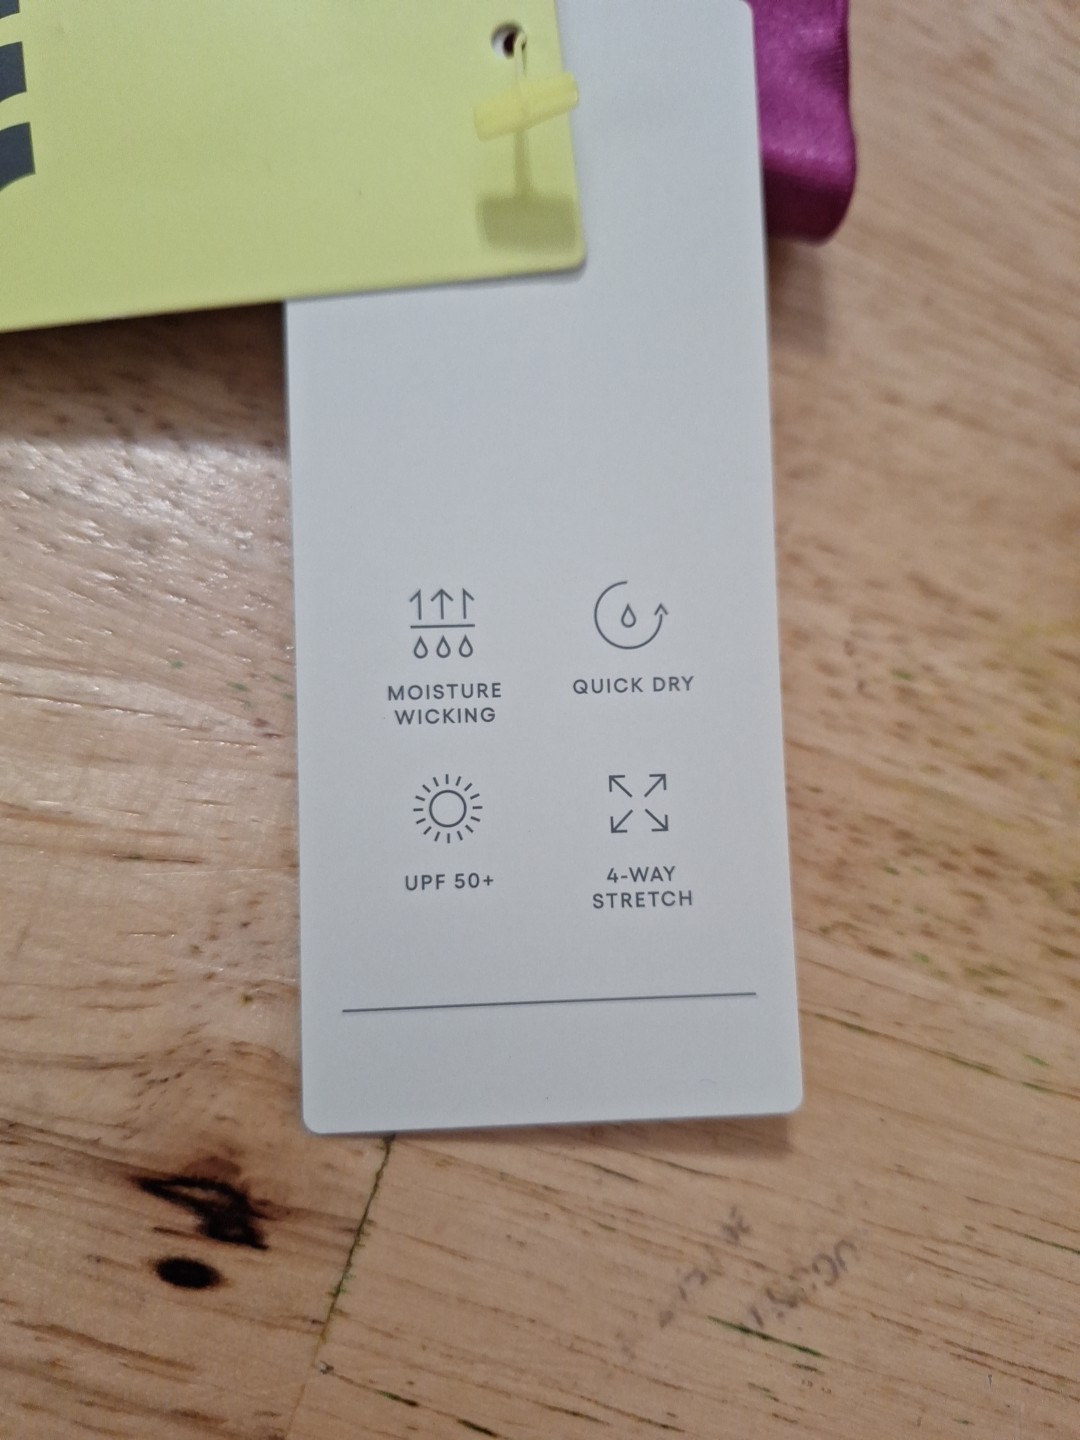 MOISTURE
WICKING
QUICK DRY
UPF 50+
4-WAY
STRETCH